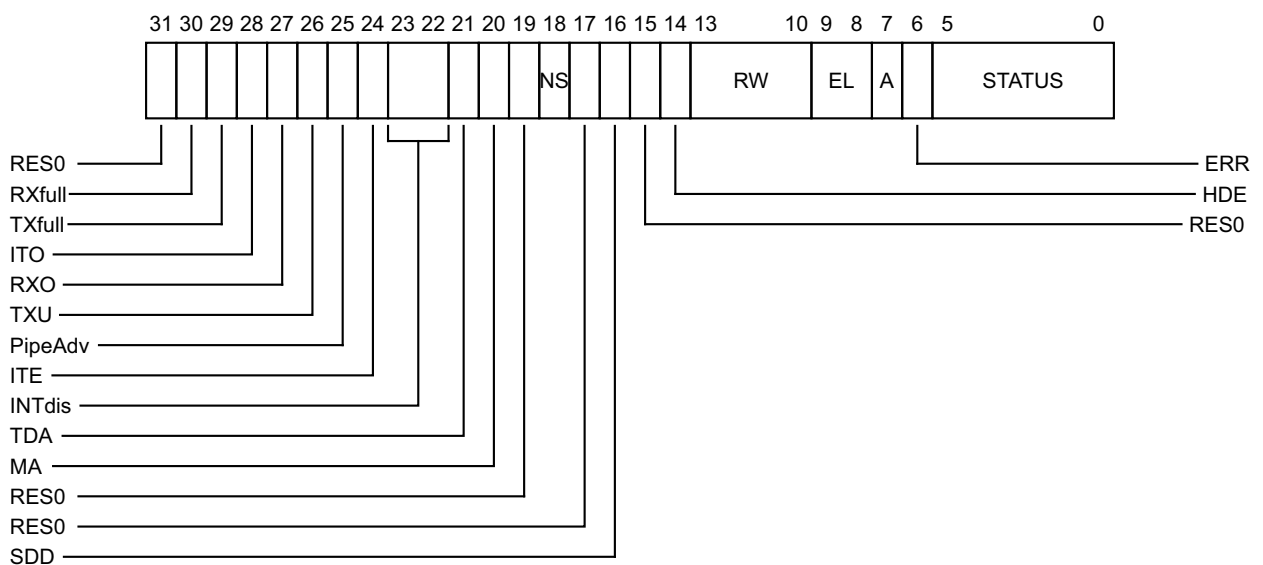 31 30 29 28 27 26 25 24 23 22 21 20 19 18 17 16 15 14 13 10 9 8 7 6 5 0
NS RW EL A STATUS
RES0 ERR
RXfull HDE
TXfull RES0
ITO
RXO
TXU
PipeAdv
ITE
INTdis
TDA
MA
RES0
RES0
SDD